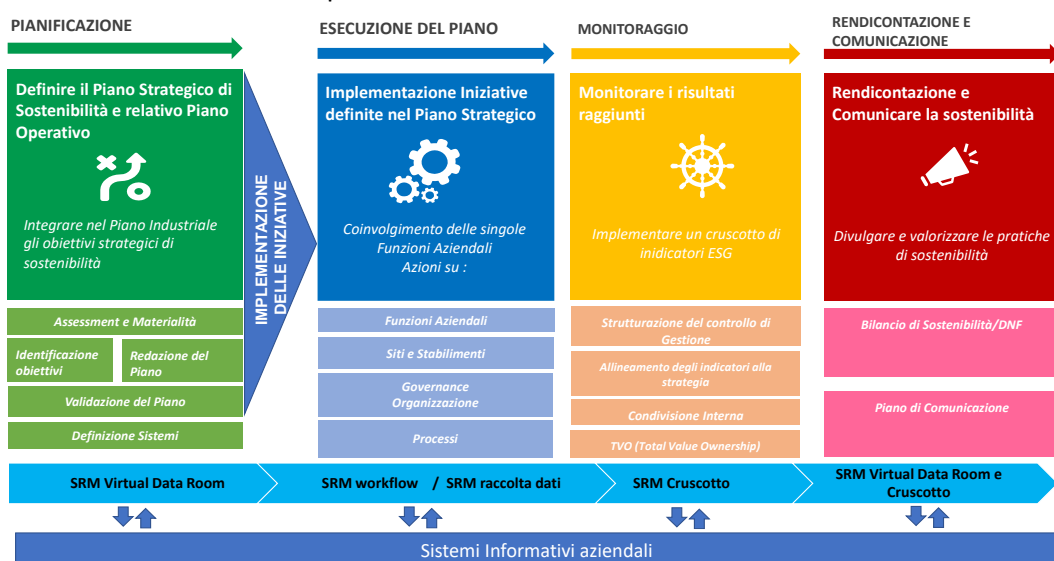 PIANIFICAZIONE
Definire il Piano Strategico di
Sostenibilità e relativo Piano
Operativo
Integrare nel Piano Industriale
gli obiettivi strategici di
sostenibilità
Assessment e Materialità
Identificazione
obiettivi
Redazione del
Piano
Validazione del Piano
Definizione Sistemi
IMPLEMENTAZIONE
DELLE INIZIATIVE
ESECUZIONE DEL PIANO
Implementazione Iniziative
definite nel Piano Strategico
Coinvolgimento delle singole
Funzioni Aziendali
Azioni su :
Funzioni Aziendali
Siti e Stabilimenti
Governance
Organizzazione
Processi
MONITORAGGIO
Monitorare i risultati
raggiunti
Implementare un cruscotto di
inidicatori ESG
Strutturazione del controllo di
Gestione
Allineamento degli indicatori alla
strategia
Condivisione Interna
TVO (Total Value Ownership)
RENDICONTAZIONE E
COMUNICAZIONE
Rendicontazione e
Comunicare la sostenibilità
Divulgare e valorizzare le pratiche
di sostenibilità
Bilancio di Sostenibilità/DNF
Piano di Comunicazione
SRM Virtual Data Room
SRM workflow / SRM raccolta dati
SRM Cruscotto
SRM Virtual Data Room e
Cruscotto
Sistemi Informativi aziendali